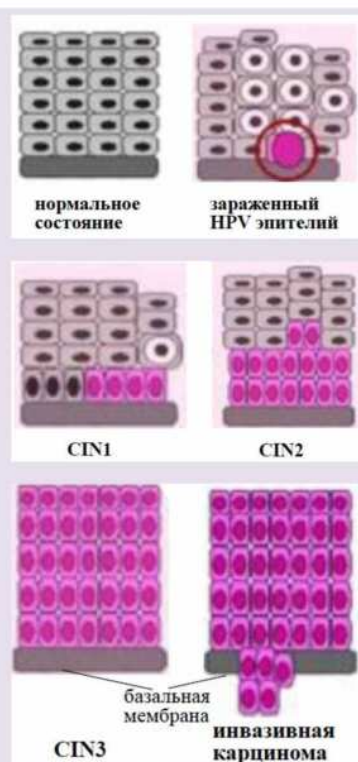 нормальное
состояние
зараженный
HPV эпителий
CIN1
CIN2
базальная
мембрана
CIN3
инвазивная
карцинома